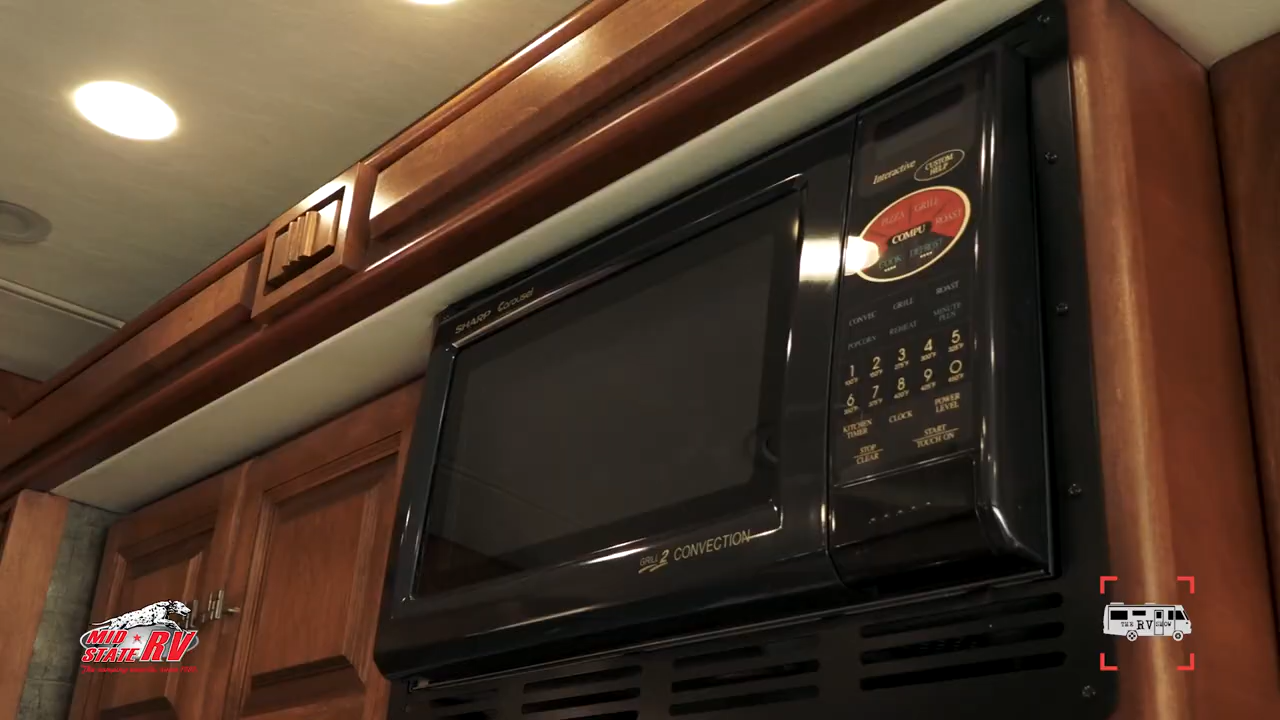 SHARP Carousel
Interactive
CUSTOM
HELP
PIZZA GRILL
ROAST
COMPU
COOK DEFROST
CONVEC GRILL ROAST
POPCORN REHEAT MINUTE
PLUS
1 2 3 4 5
6 7 8 9 0
KITCHEN
TIMER
CLOCK
POWER
LEVEL
STOP
CLEAR
START
TOUCH ON
GRILL 2 CONVECTION
MID STATE RV
THE RV SHOW